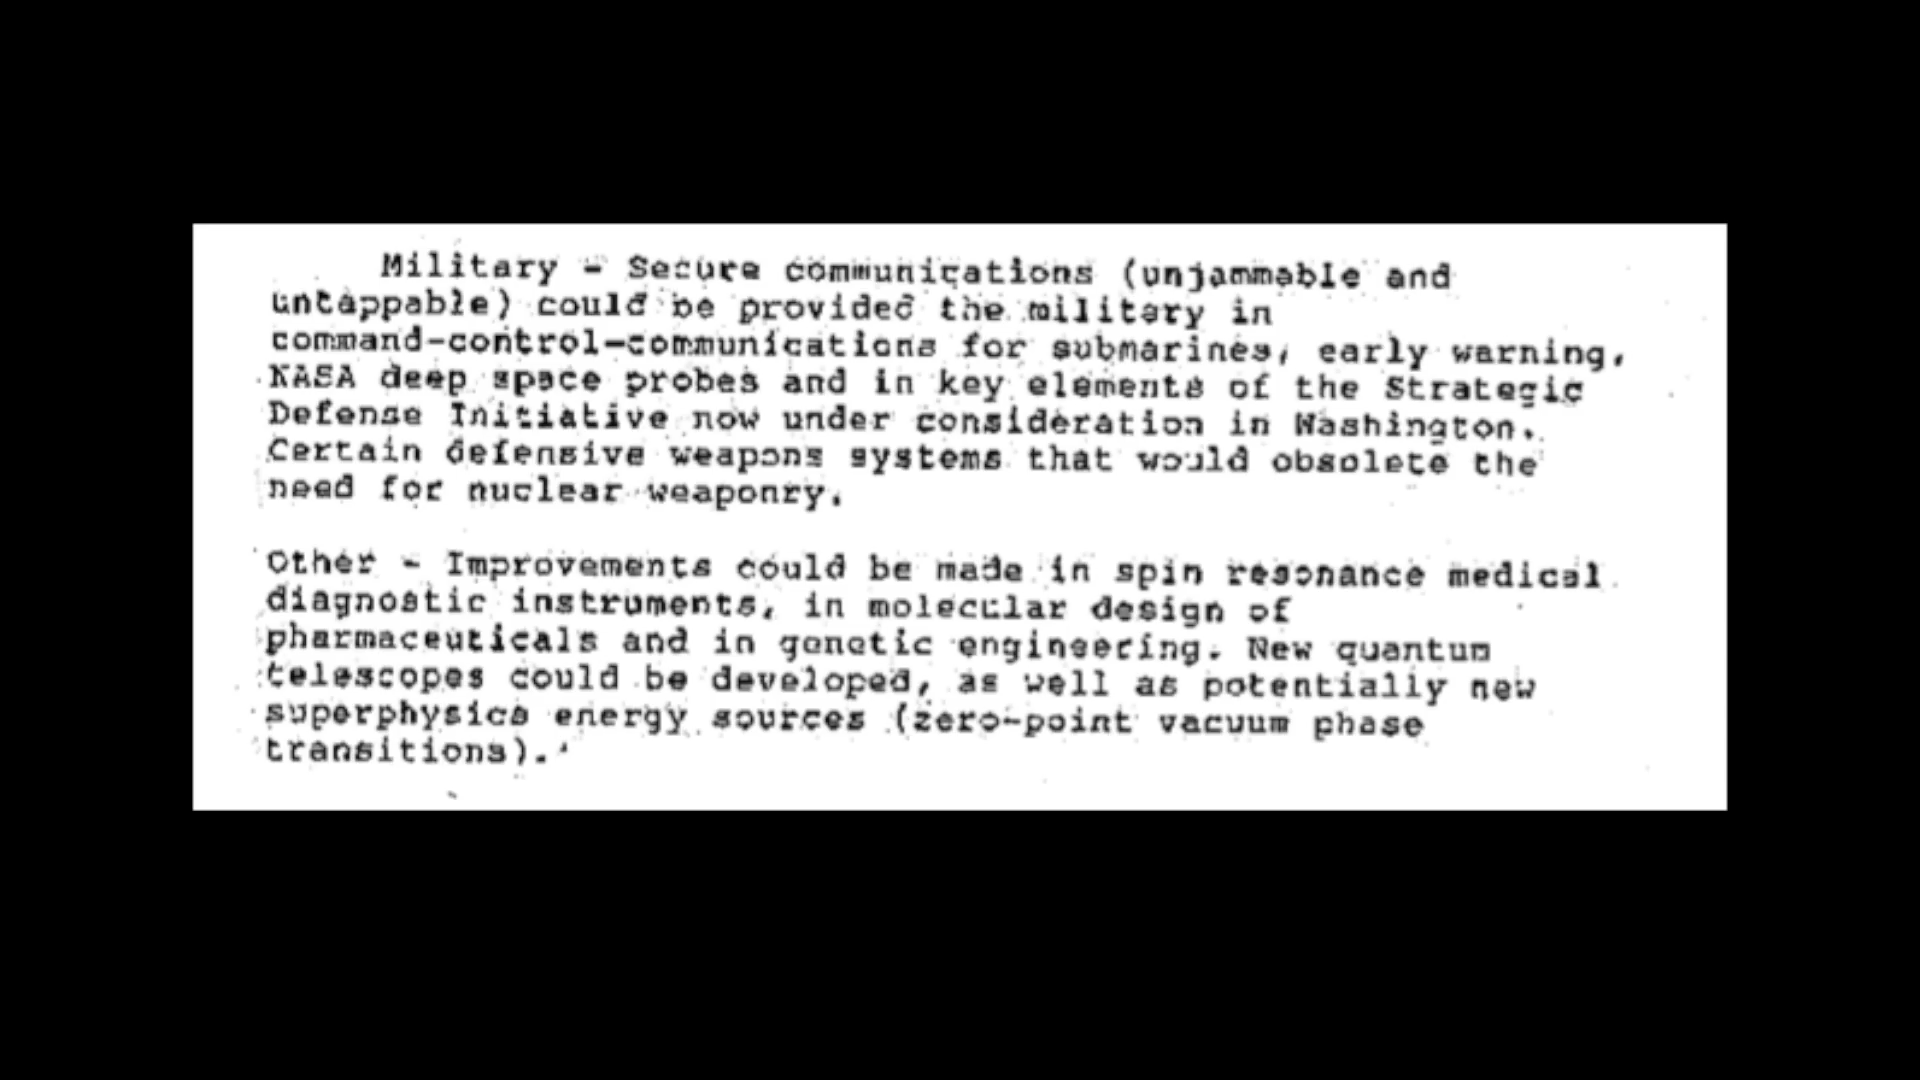 Military - Secure communications (unjammable and
untappable) could be provided the military in
command-control-communications for submarines, early warning,
NASA deep space probes and in key elements of the Strategic
Defense Initiative now under consideration in Washington.
Certain defensive weapons systems that would obsolete the
need for nuclear weaponry.
Other - Improvements could be made in spin resonance medical
diagnostic instruments, in molecular design of
pharmaceuticals and in genetic engineering. New quantum
telescopes could be developed, as well as potentially new
superphysics energy sources (zero-point vacuum phase
transitions).